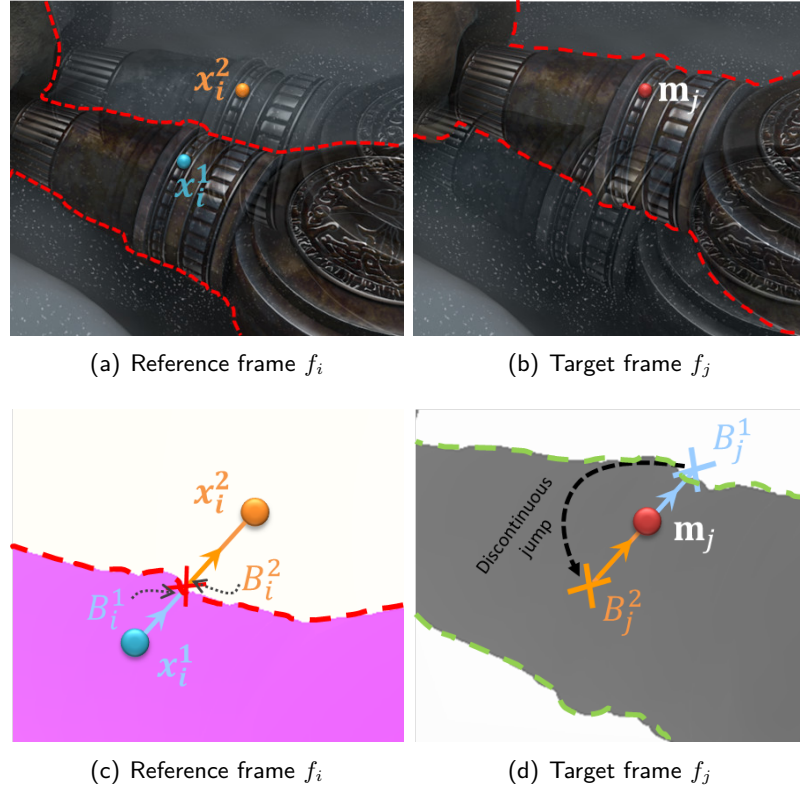 x_i^2
x_i^1
m_j
(a) Reference frame f_i
(b) Target frame f_j
x_i^2
B_i^2
B_i^1
x_i^1
B_j^1
Discontinuous
jump
m_j
B_j^2
(c) Reference frame f_i
(d) Target frame f_j